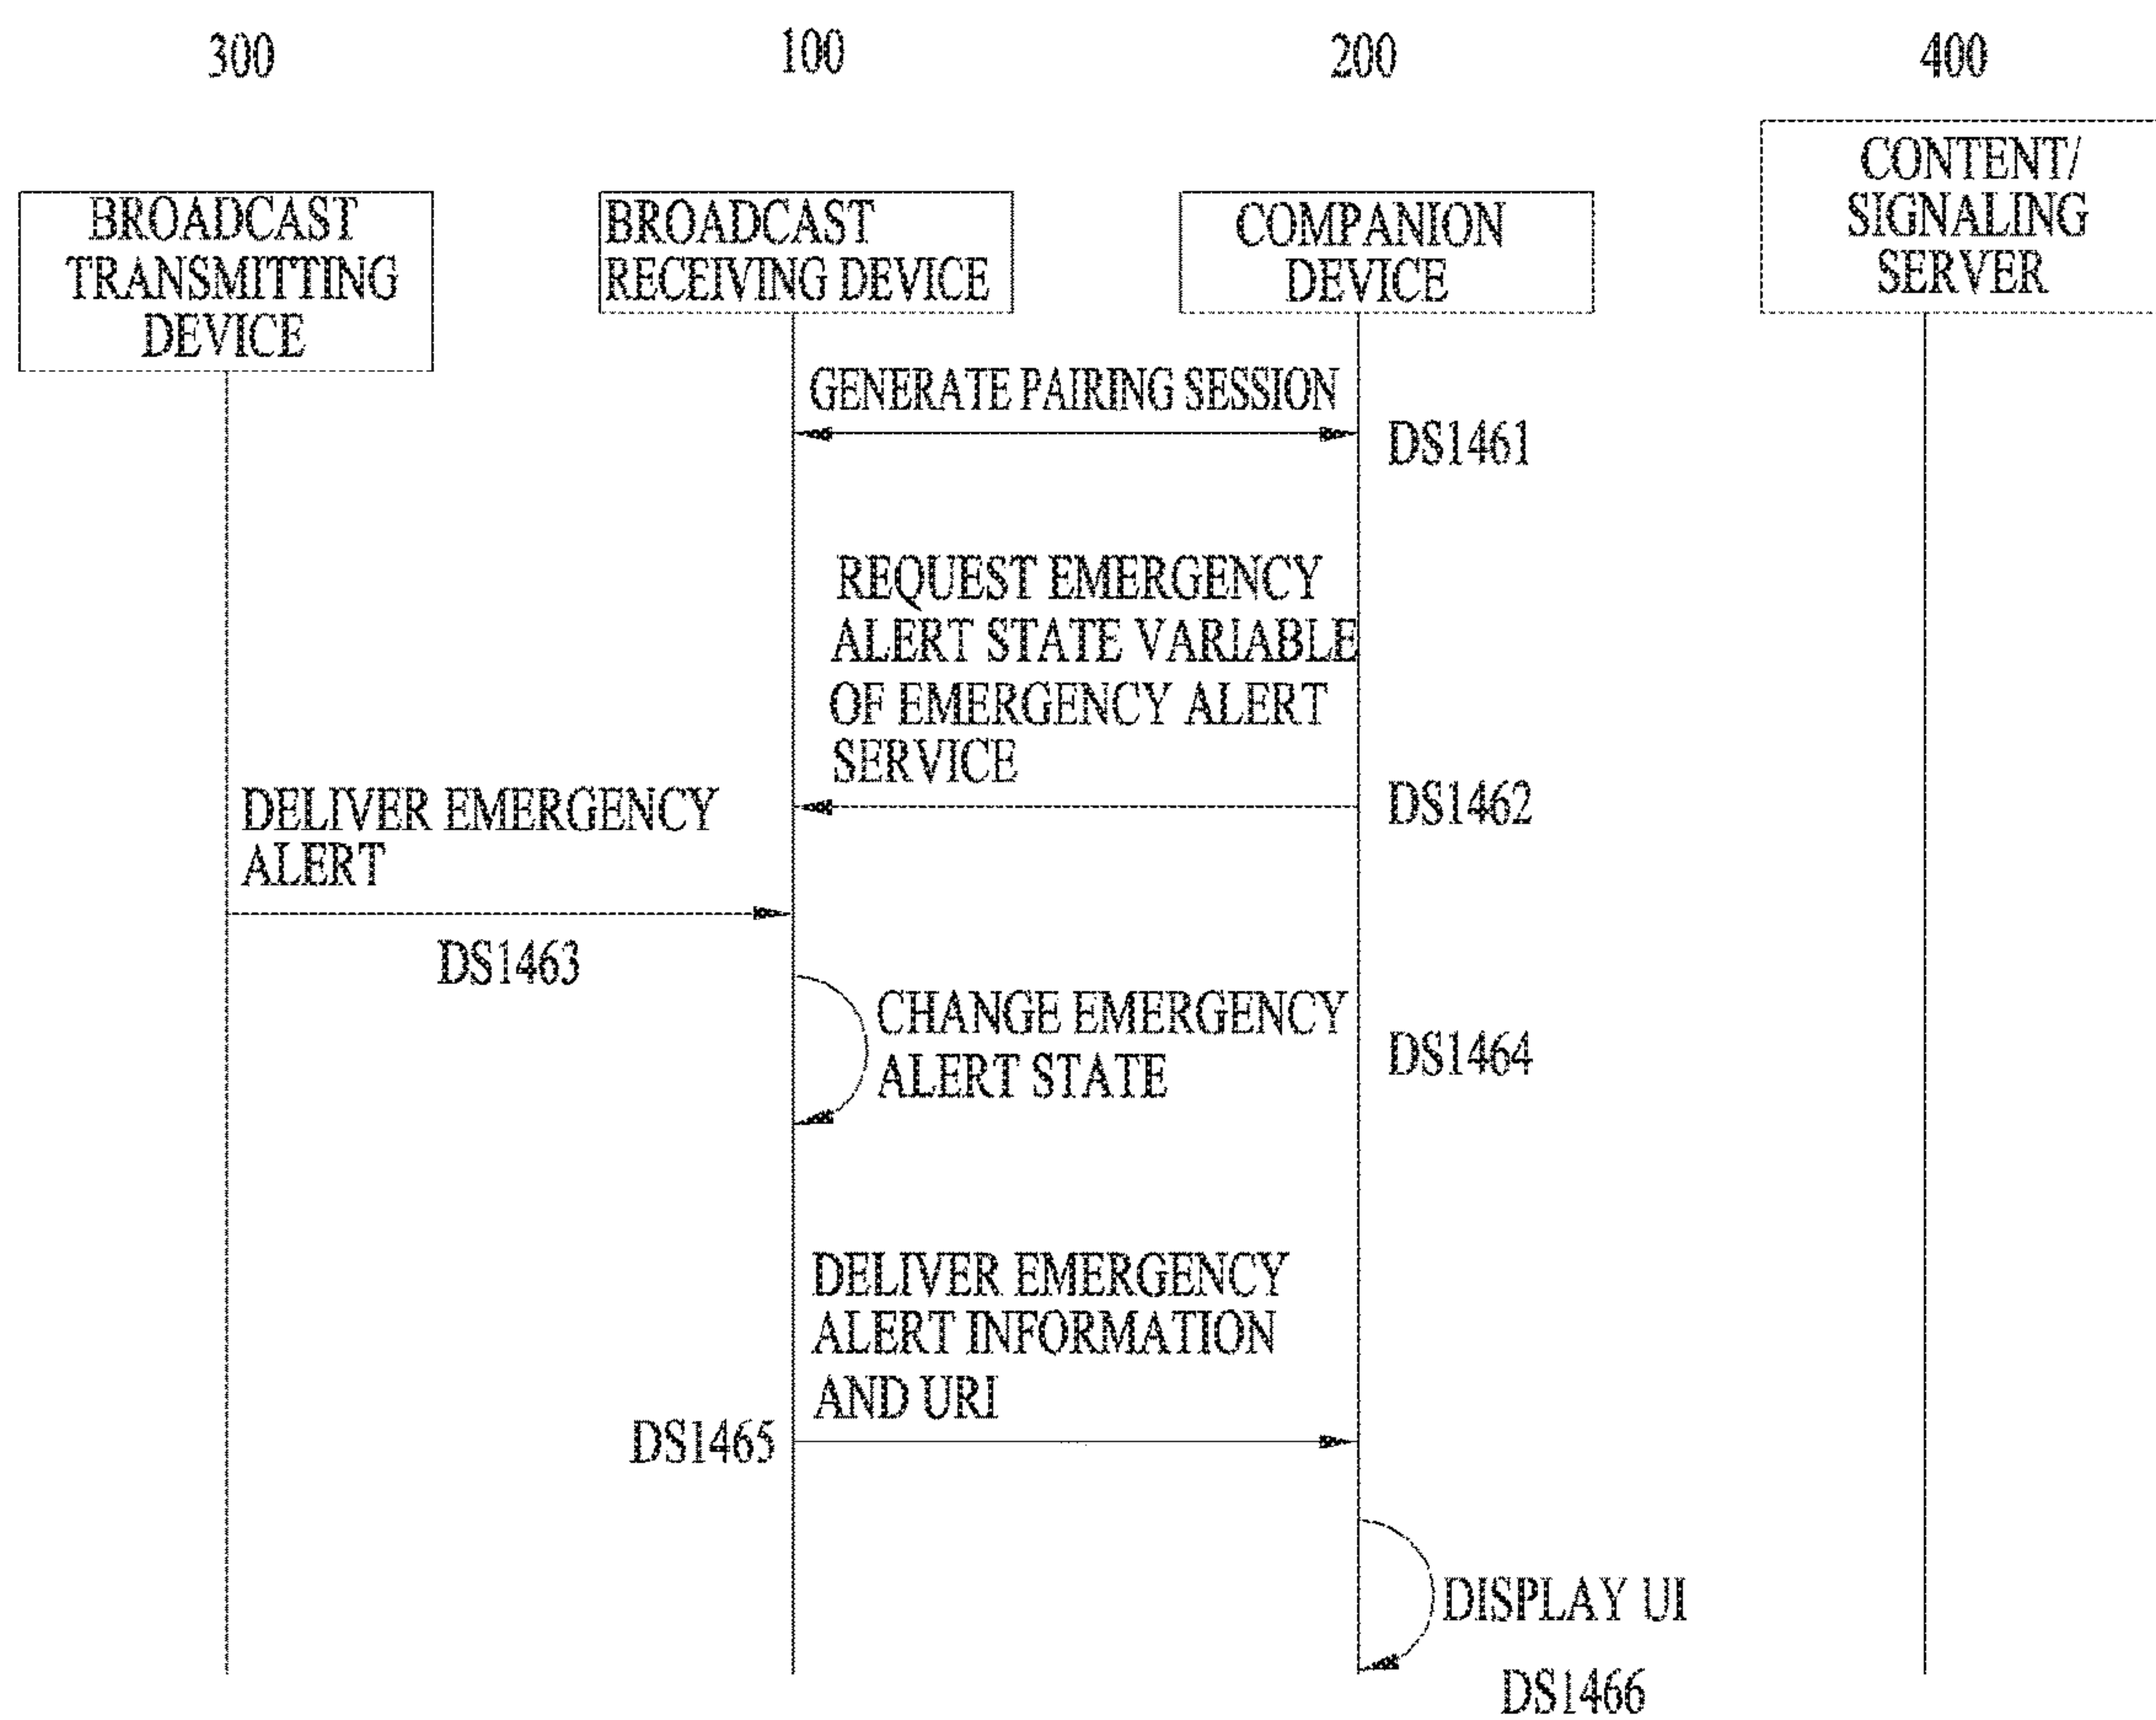 300
100
200
400
BROADCAST
TRANSMITTING
DEVICE
BROADCAST
RECEIVING DEVICE
COMPANION
DEVICE
CONTENT/
SIGNALING
SERVER
GENERATE PAIRING SESSION
DS1461
REQUEST EMERGENCY
ALERT STATE VARIABLE
OF EMERGENCY ALERT
SERVICE
DS1462
DELIVER EMERGENCY
ALERT
DS1463
CHANGE EMERGENCY
ALERT STATE
DS1464
DELIVER EMERGENCY
ALERT INFORMATION
AND URI
DS1465
DISPLAY UI
DS1466